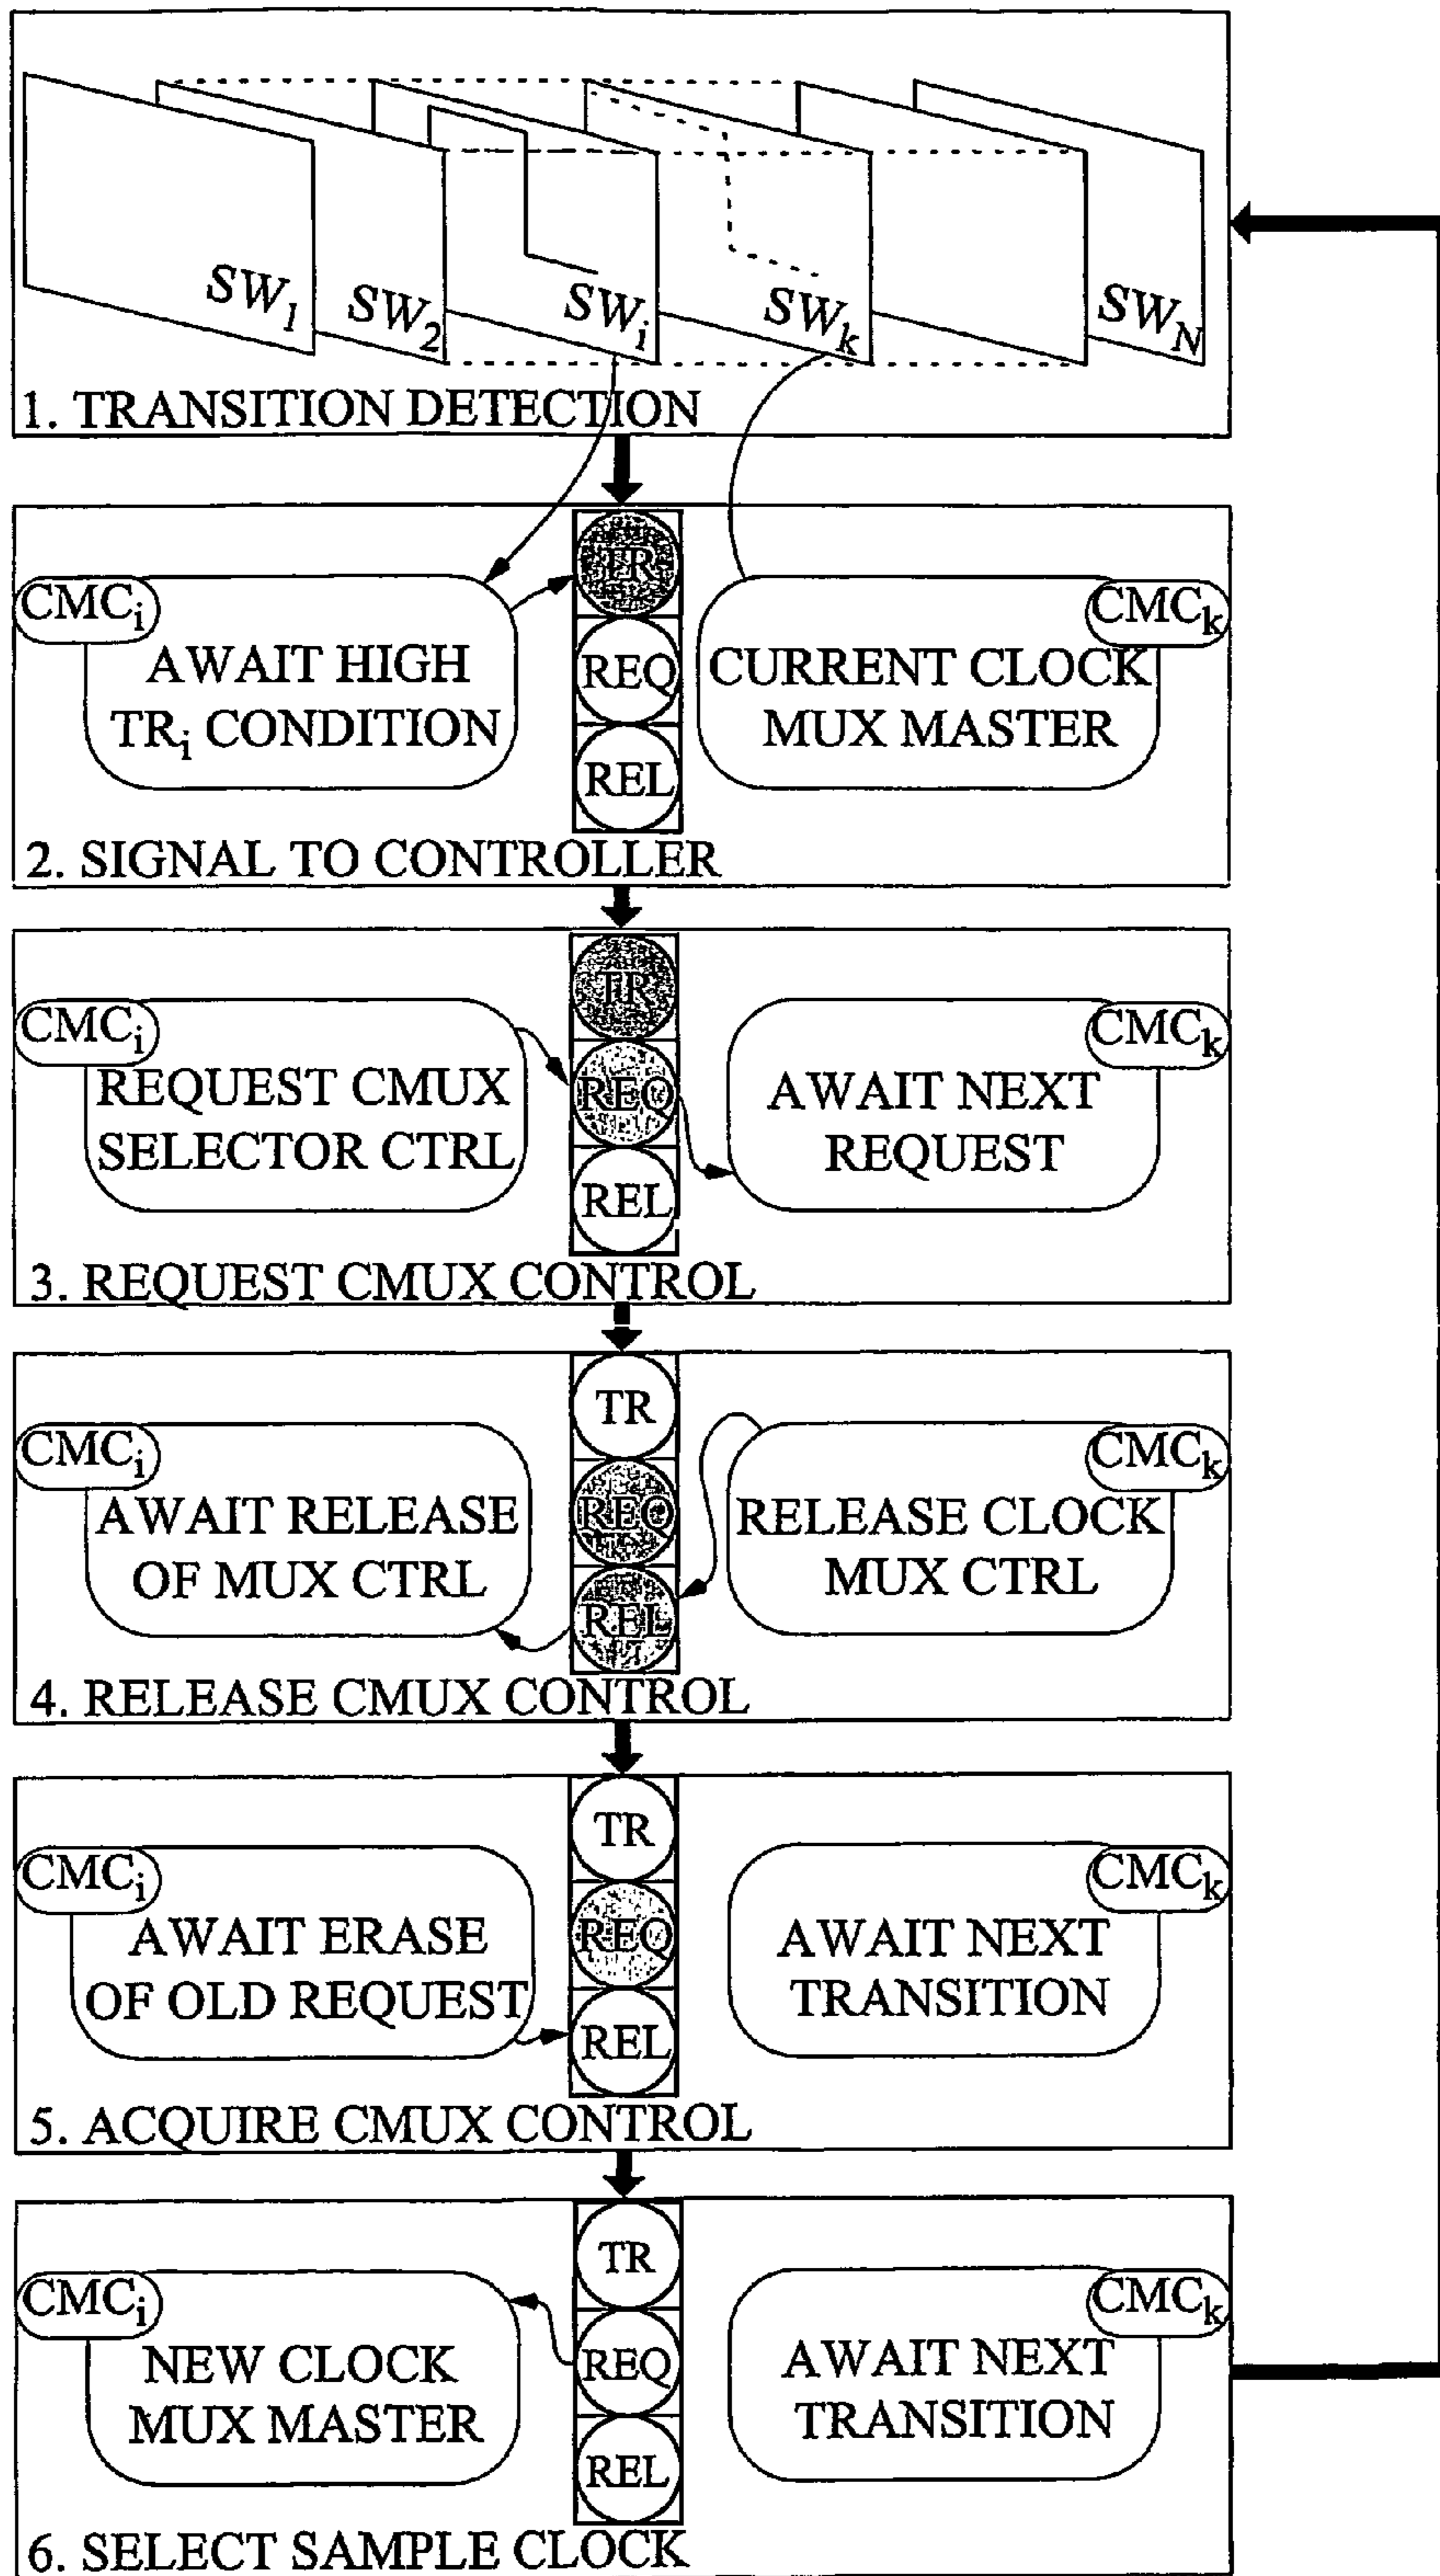 SW1 SW2 SWi SWk SWN
1. TRANSITION DETECTION
CMCi
AWAIT HIGH
TRi CONDITION
TR
REQ
REL
CMCk
CURRENT CLOCK
MUX MASTER
2. SIGNAL TO CONTROLLER
CMCi
REQUEST CMUX
SELECTOR CTRL
TR
REQ
REL
CMCk
AWAIT NEXT
REQUEST
3. REQUEST CMUX CONTROL
CMCi
AWAIT RELEASE
OF MUX CTRL
TR
REQ
REL
CMCk
RELEASE CLOCK
MUX CTRL
4. RELEASE CMUX CONTROL
CMCi
AWAIT ERASE
OF OLD REQUEST
TR
REQ
REL
CMCk
AWAIT NEXT
TRANSITION
5. ACQUIRE CMUX CONTROL
CMCi
NEW CLOCK
MUX MASTER
TR
REQ
REL
CMCk
AWAIT NEXT
TRANSITION
6. SELECT SAMPLE CLOCK